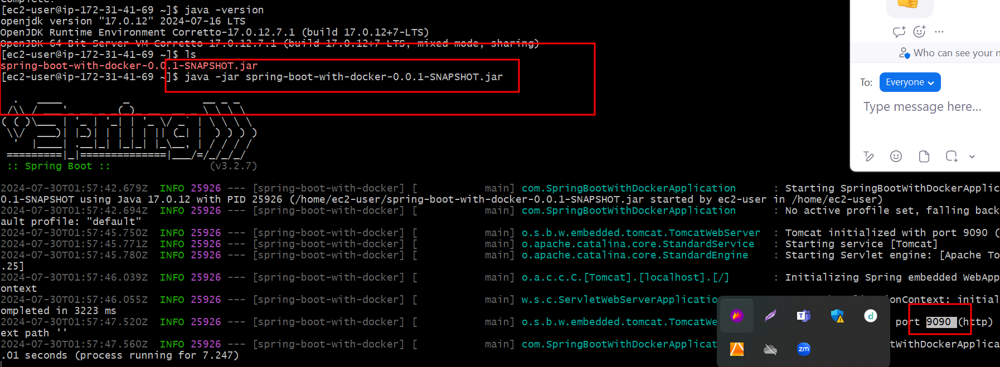 [ec2-user@ip-172-31-41-69 ~]$ java -version
openjdk version "17.0.12" 2024-07-16 LTS
OpenJDK Runtime Environment Corretto-17.0.12.7.1 (build 17.0.12+7-LTS)
OpenJDK 64-Bit Server VM Corretto-17.0.12.7.1 (build 17.0.12+7-LTS, mixed mode, sharing)
[ec2-user@ip-172-31-41-69 ~]$ ls
spring-boot-with-docker-0.0.1-SNAPSHOT.jar
[ec2-user@ip-172-31-41-69 ~]$ java -jar spring-boot-with-docker-0.0.1-SNAPSHOT.jar
:: Spring Boot :: (v3.2.7)
2024-07-30T01:57:42.679Z INFO 25926 --- [spring-boot-with-docker] [ main] com.SpringBootWithDockerApplication : Starting SpringBootWithDockerApplic
0.1-SNAPSHOT using Java 17.0.12 with PID 25926 (/home/ec2-user/spring-boot-with-docker-0.0.1-SNAPSHOT.jar started by ec2-user in /home/ec2-user)
2024-07-30T01:57:42.694Z INFO 25926 --- [spring-boot-with-docker] [ main] com.SpringBootWithDockerApplication : No active profile set, falling back
ault profile: "default"
2024-07-30T01:57:45.750Z INFO 25926 --- [spring-boot-with-docker] [ main] o.s.b.w.embedded.tomcat.TomcatWebServer : Tomcat initialized with port 9090 (
2024-07-30T01:57:45.771Z INFO 25926 --- [spring-boot-with-docker] [ main] o.apache.catalina.core.StandardService : Starting service [Tomcat]
2024-07-30T01:57:45.780Z INFO 25926 --- [spring-boot-with-docker] [ main] o.apache.catalina.core.StandardEngine : Starting Servlet engine: [Apache To
.25]
2024-07-30T01:57:46.039Z INFO 25926 --- [spring-boot-with-docker] [ main] o.a.c.c.C.[Tomcat].[localhost].[/] : Initializing Spring embedded WebApp
ontext
2024-07-30T01:57:46.055Z INFO 25926 --- [spring-boot-with-docker] [ main] w.s.c.ServletWebServerApplicatio onContext: initial
ompleted in 3223 ms
2024-07-30T01:57:47.520Z INFO 25926 --- [spring-boot-with-docker] [ main] o.s.b.w.embedded.tomcat.TomcatWe port 9090 (http)
ext path ''
2024-07-30T01:57:47.560Z INFO 25926 --- [spring-boot-with-docker] [ main] com.SpringBootWithDockerApplicat tWithDockerApplica
.01 seconds (process running for 7.247)
Who can see your
To: Everyone
Type message here...
d
zm